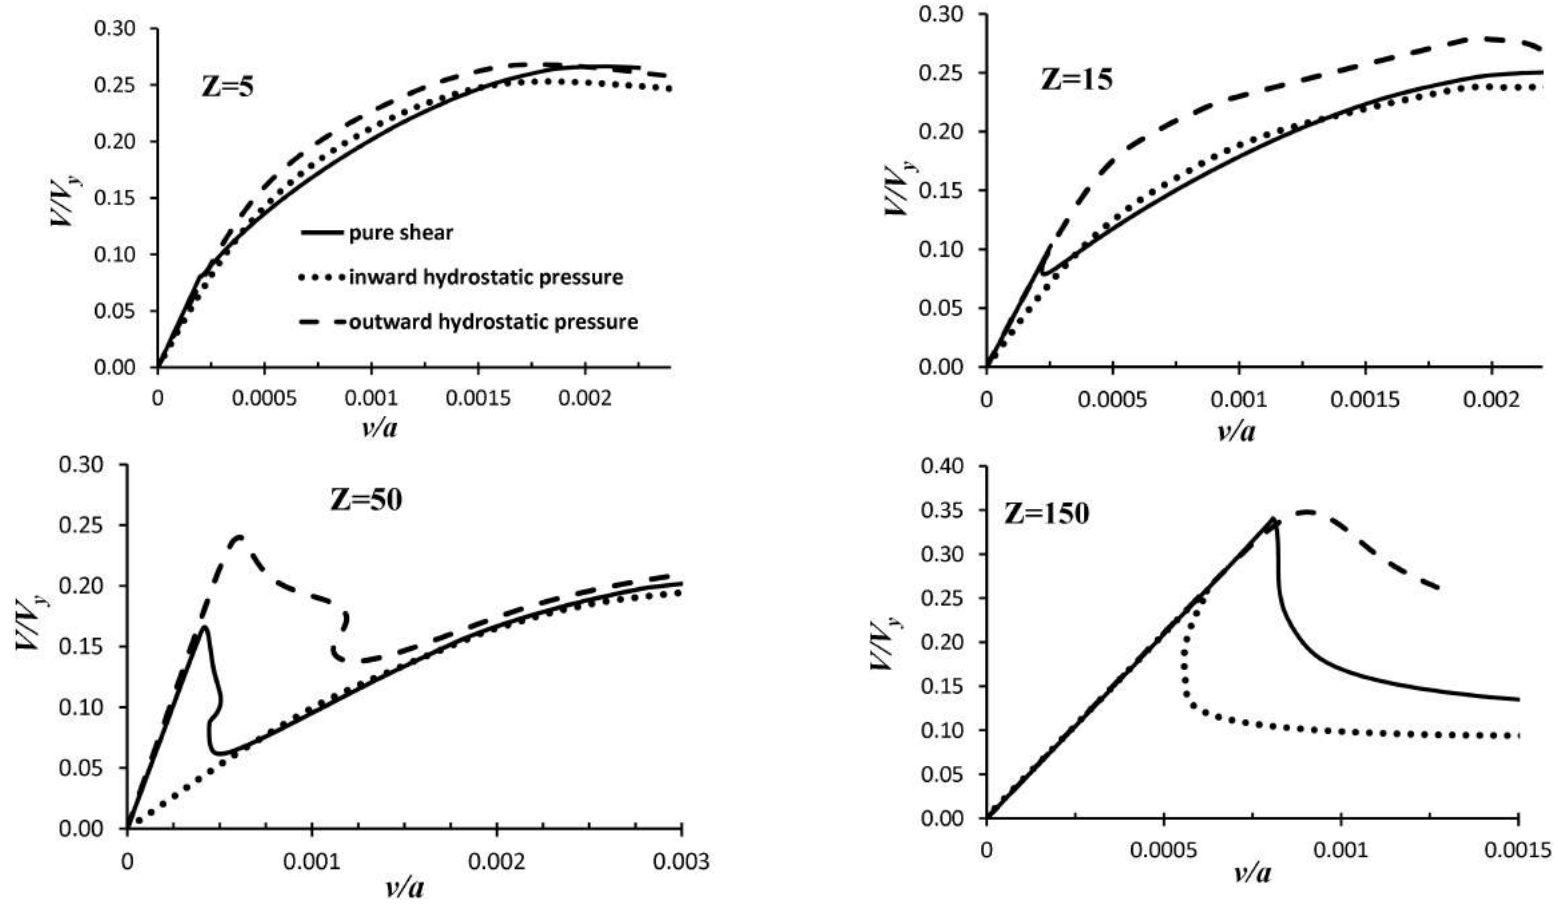 0.30
0.25
0.20
0.15
0.10
0.05
0.00
V/Vy
Z=5
pure shear
inward hydrostatic pressure
outward hydrostatic pressure
0 0.0005 0.001 0.0015 0.002
v/a
0.30
0.25
0.20
0.15
0.10
0.05
0.00
V/Vy
Z=15
0 0.0005 0.001 0.0015 0.002
v/a
0.30
0.25
0.20
0.15
0.10
0.05
0.00
V/Vy
Z=50
0 0.001 0.002 0.003
v/a
0.40
0.35
0.30
0.25
0.20
0.15
0.10
0.05
0.00
V/Vy
Z=150
0 0.0005 0.001 0.0015
v/a